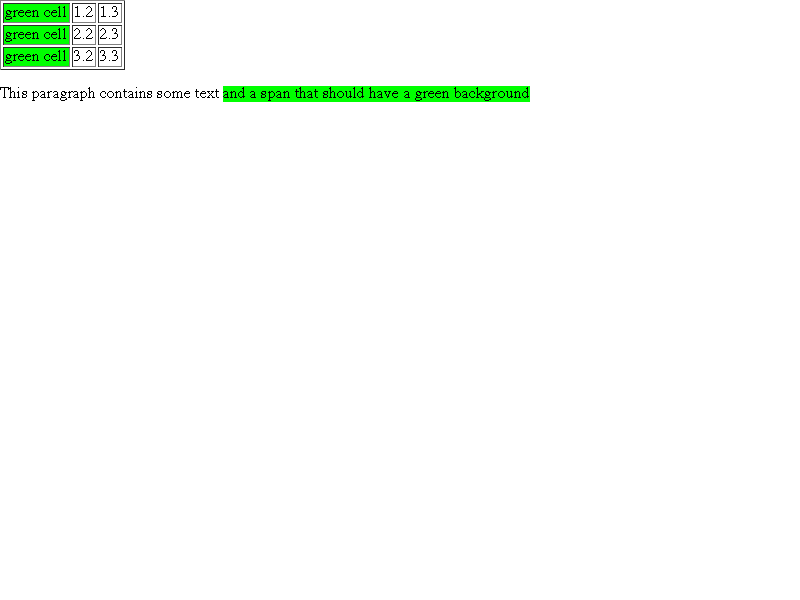 green cell 1.2 1.3
green cell 2.2 2.3
green cell 3.2 3.3
This paragraph contains some text and a span that should have a green background